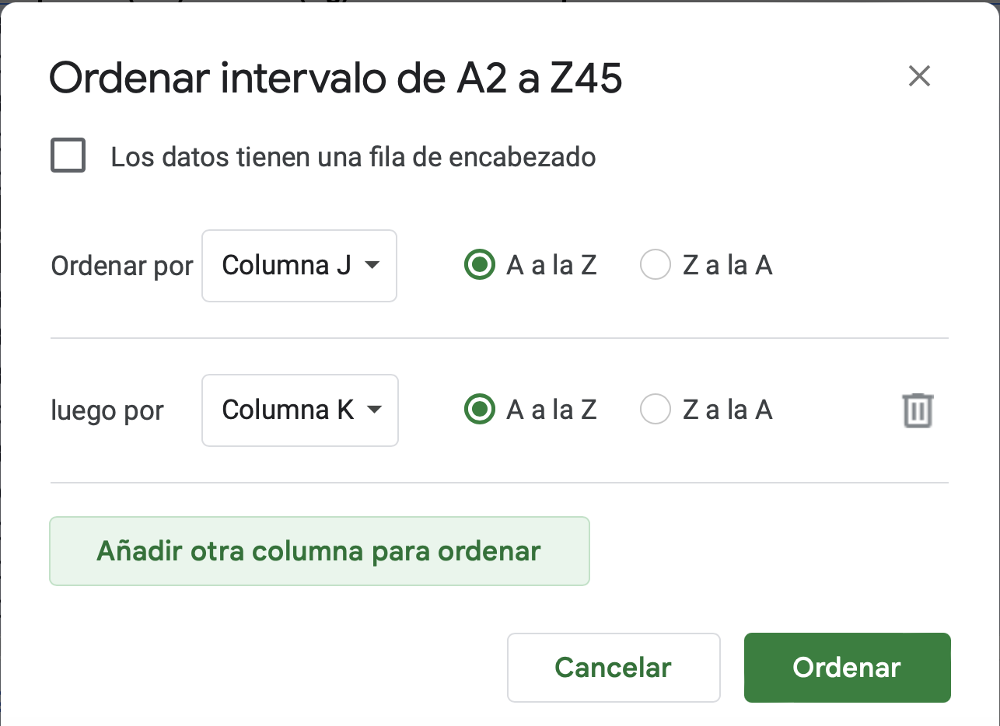 Ordenar intervalo de A2 a Z45
Los datos tienen una fila de encabezado
Ordenar por Columna J A a la Z Z a la A
luego por Columna K A a la Z Z a la A
Añadir otra columna para ordenar
Cancelar Ordenar